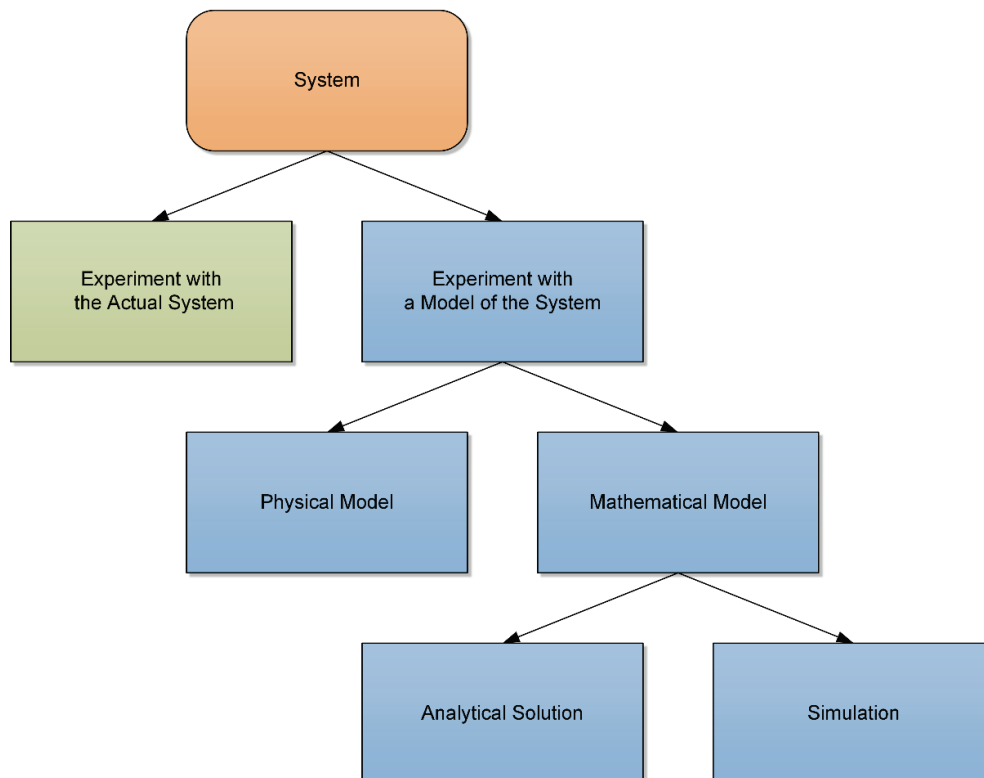 System
Experiment with
the Actual System
Experiment with
a Model of the System
Physical Model
Mathematical Model
Analytical Solution
Simulation